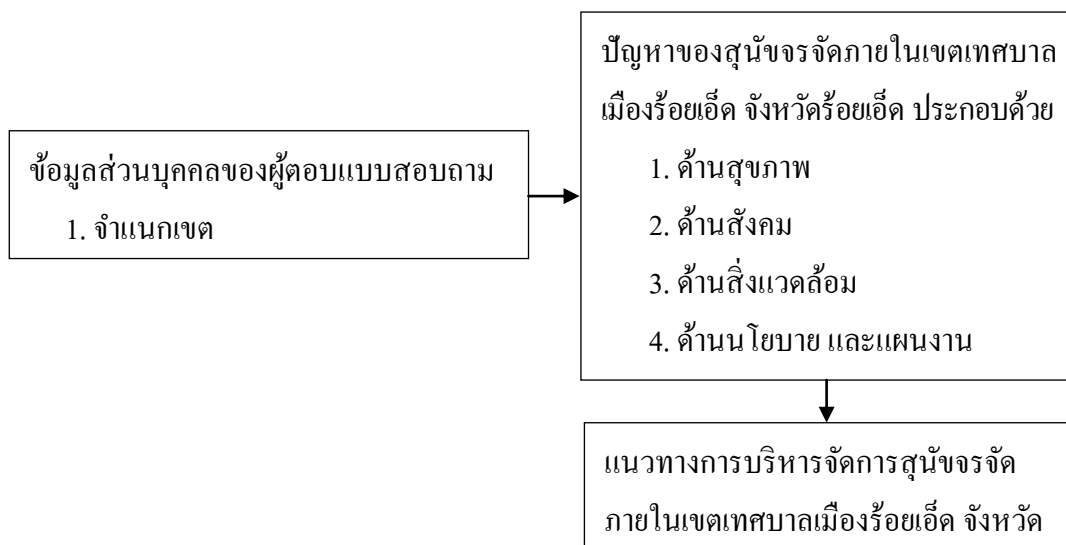 ข้อมูลส่วนบุคคลของผู้ตอบแบบสอบถาม
1. จำแนกเขต
ปัญหาของสุนัขจรจัดภายในเขตเทศบาล
เมืองร้อยเอ็ด จังหวัดร้อยเอ็ด ประกอบด้วย
1. ด้านสุขภาพ
2. ด้านสังคม
3. ด้านสิ่งแวดล้อม
4. ด้านนโยบาย และแผนงาน
แนวทางการบริหารจัดการสุนัขจรจัด
ภายในเขตเทศบาลเมืองร้อยเอ็ด จังหวัด